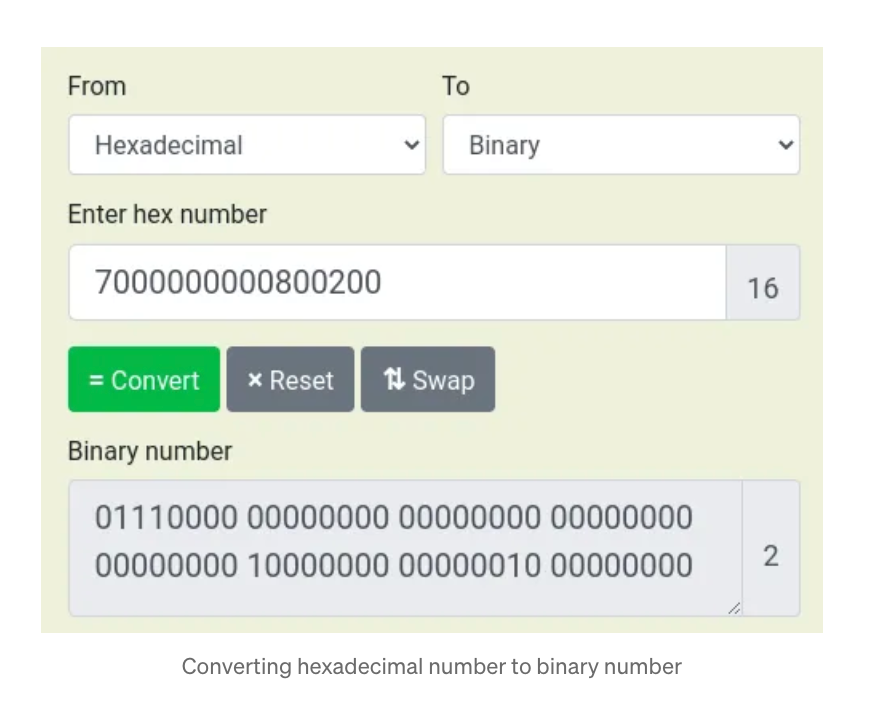 From To
Hexadecimal Binary
Enter hex number
7000000000800200 16
= Convert × Reset ⇅ Swap
Binary number
01110000 00000000 00000000 00000000
00000000 10000000 00000010 00000000 2
Converting hexadecimal number to binary number